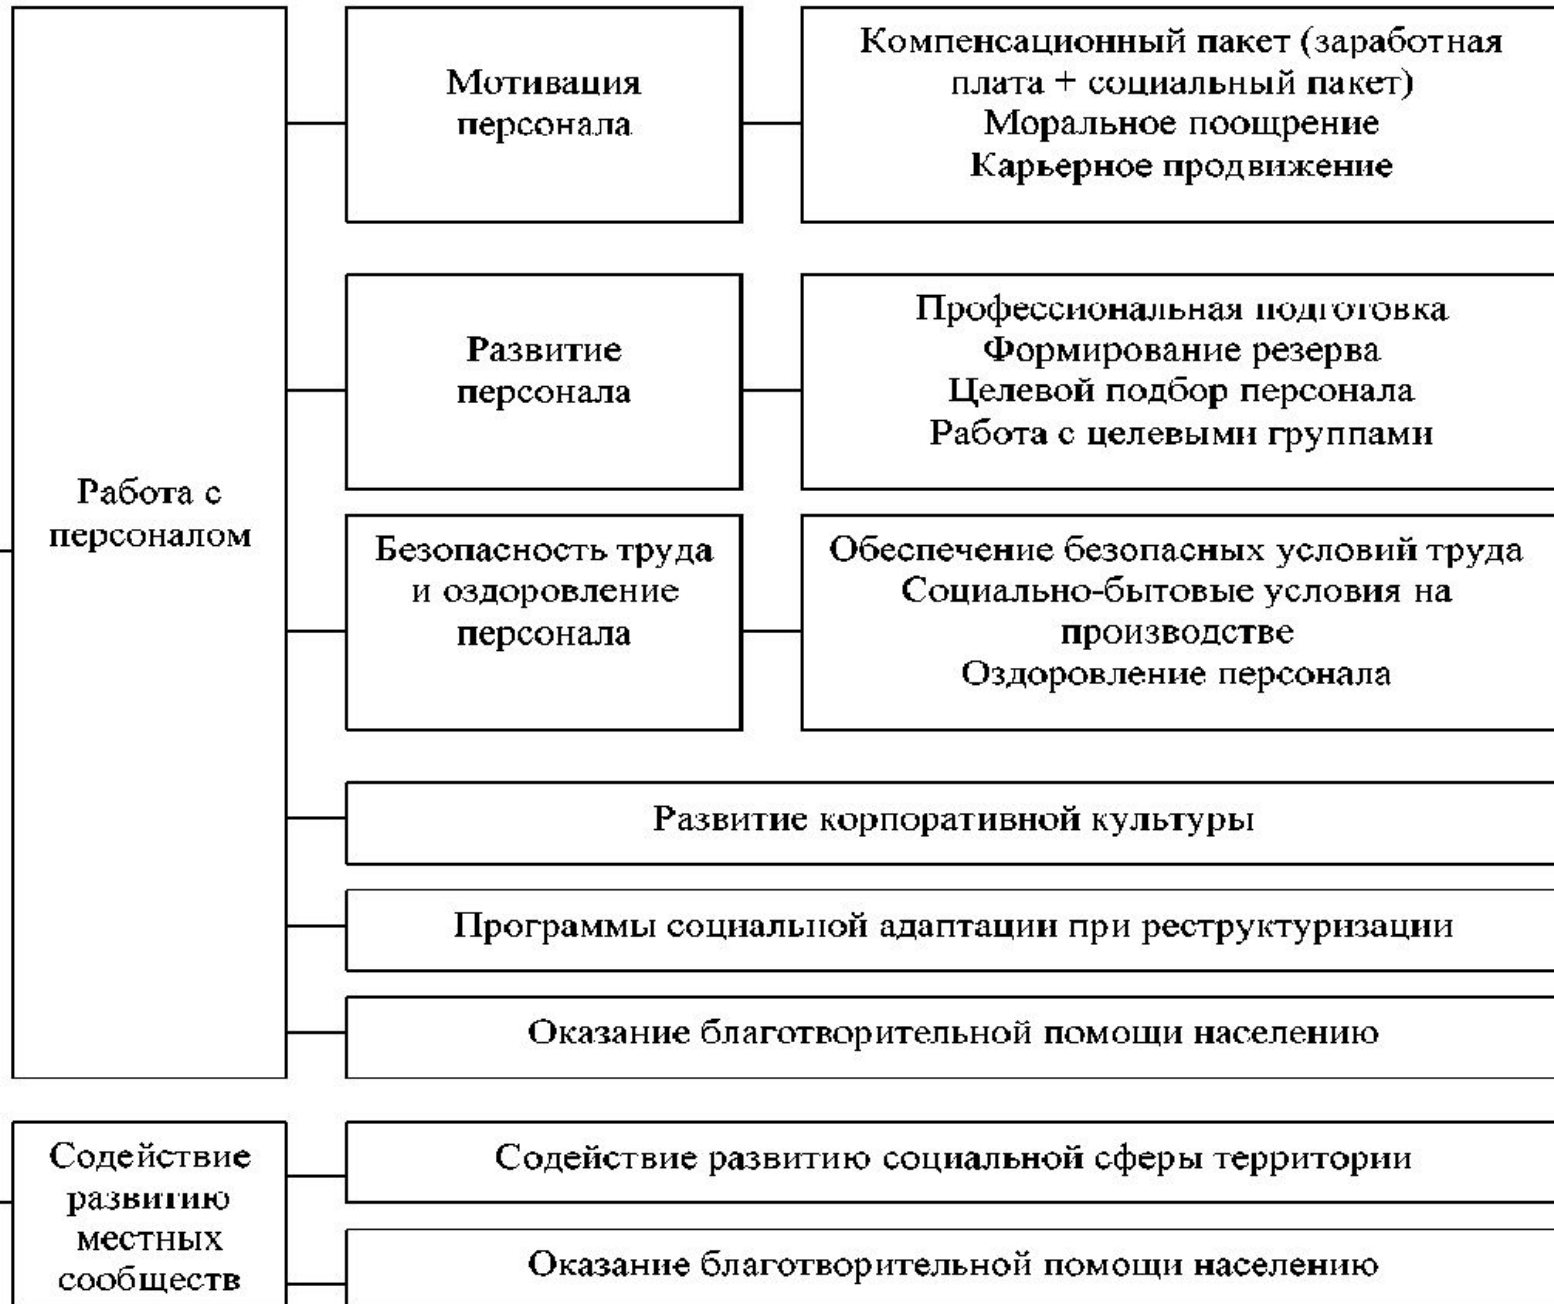 Работа с
персоналом
Мотивация
персонала
Компенсационный пакет (заработная
плата + социальный пакет)
Моральное поощрение
Карьерное продвижение
Развитие
персонала
Профессиональная подготовка
Формирование резерва
Целевой подбор персонала
Работа с целевыми группами
Безопасность труда
и оздоровление
персонала
Обеспечение безопасных условий труда
Социально-бытовые условия на
производстве
Оздоровление персонала
Развитие корпоративной культуры
Программы социальной адаптации при реструктуризации
Оказание благотворительной помощи населению
Содействие
развитию
местных
сообществ
Содействие развитию социальной сферы территории
Оказание благотворительной помощи населению